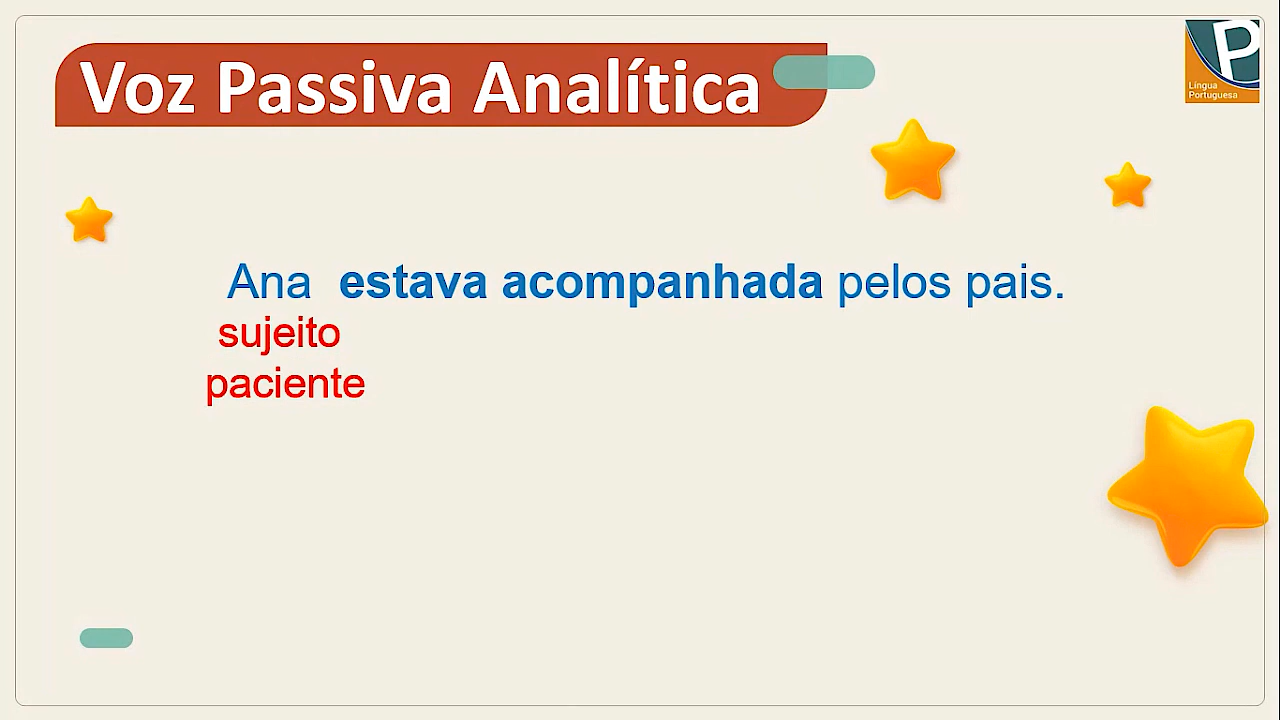 Voz Passiva Analítica
Língua
Portuguesa
Ana estava acompanhada pelos pais.
sujeito
paciente